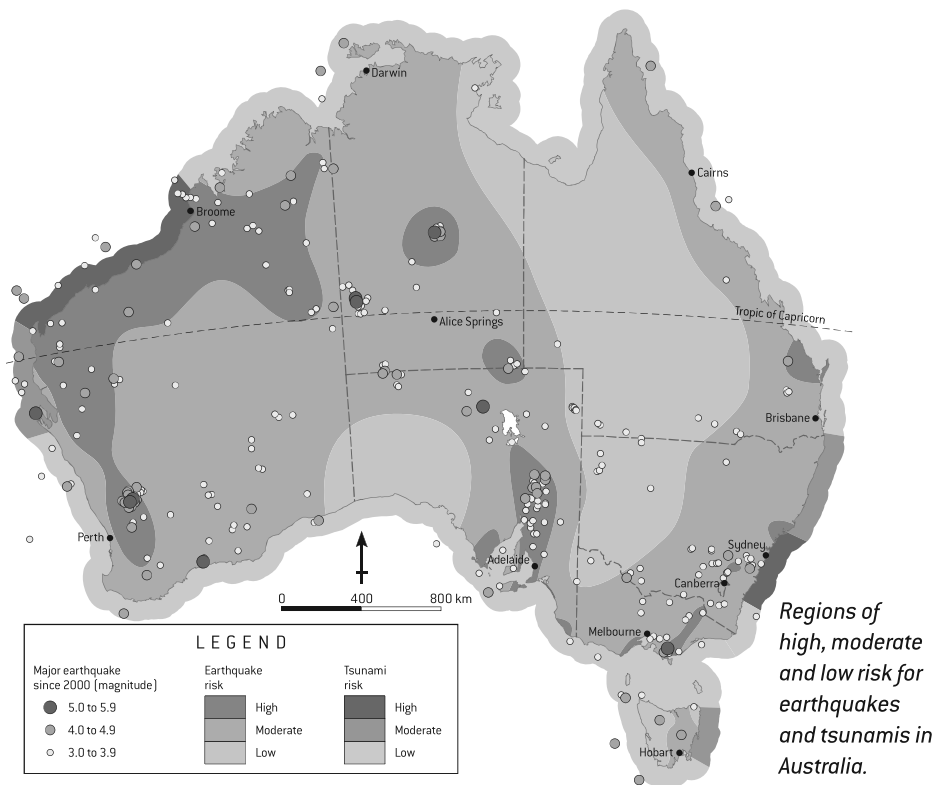 Darwin
Cairns
Broome
Tropic of Capricorn
Alice Springs
Brisbane
Perth
Sydney
Adelaide
Canberra
0 400 800 km
Melbourne
Hobart
LEGEND
Major earthquake
since 2000 (magnitude)
5.0 to 5.9
4.0 to 4.9
3.0 to 3.9
Earthquake
risk
High
Moderate
Low
Tsunami
risk
High
Moderate
Low
Regions of
high, moderate
and low risk for
earthquakes
and tsunamis in
Australia.